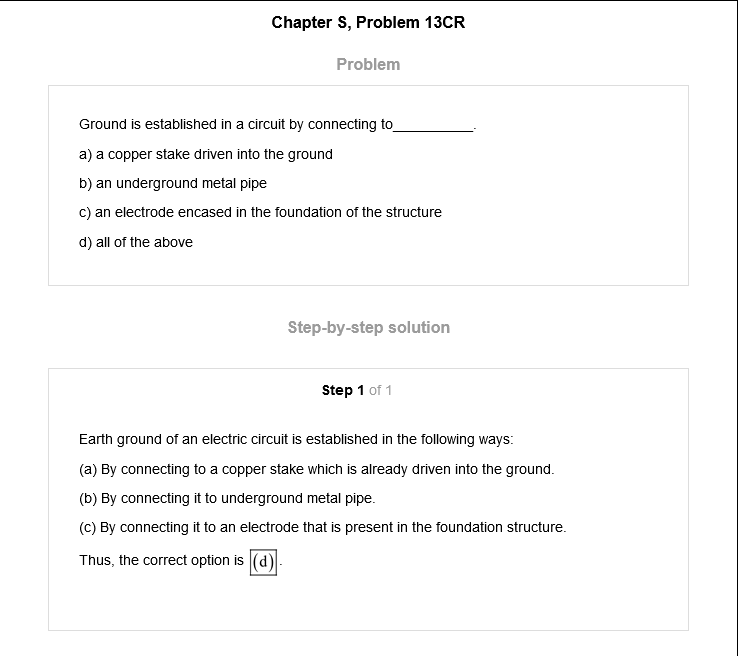 Chapter S, Problem 13CR
Problem
Ground is established in a circuit by connecting to__________.
a) a copper stake driven into the ground
b) an underground metal pipe
c) an electrode encased in the foundation of the structure
d) all of the above
Step-by-step solution
Step 1 of 1
Earth ground of an electric circuit is established in the following ways:
(a) By connecting to a copper stake which is already driven into the ground.
(b) By connecting it to underground metal pipe.
(c) By connecting it to an electrode that is present in the foundation structure.
Thus, the correct option is (d).